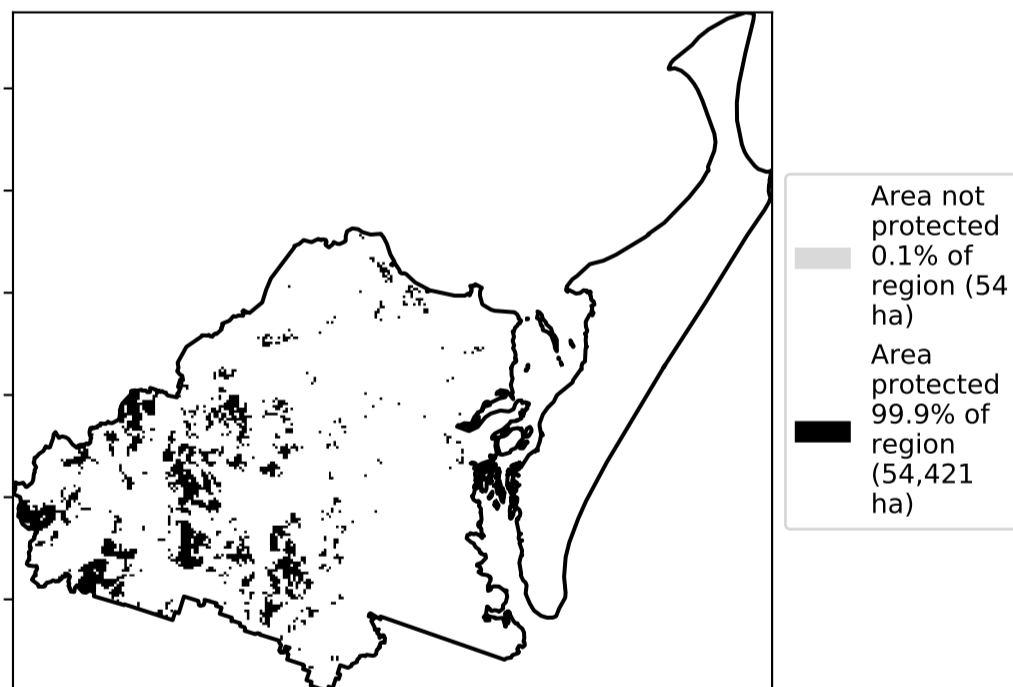 Area not
protected
0.1% of
region (54
ha)
Area
protected
99.9% of
region
(54,421
ha)